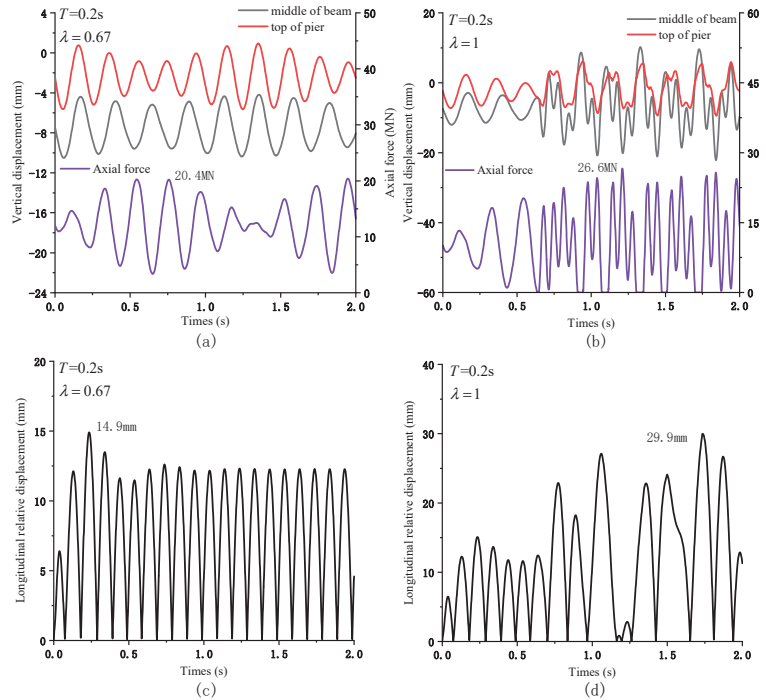 T=0.2s
λ=0.67
middle of beam
top of pier
Axial force
20.4MN
Vertical displacement (mm)
4
0
-4
-8
-12
-16
-20
-24
Axial force (MN)
50
40
30
20
10
0
0.0 0.5 1.0 1.5 2.0
Times (s)
(a)
T=0.2s
λ=1
middle of beam
top of pier
Axial force
26.6MN
Vertical displacement (mm)
20
0
-20
-40
-60
60
50
40
30
20
10
0
0.0 0.5 1.0 1.5 2.0
Times (s)
(b)
T=0.2s
λ=0.67
14.9mm
Longitudinal relative displacement (mm)
20
15
10
5
0
0.0 0.5 1.0 1.5 2.0
Times (s)
(c)
T=0.2s
λ=1
29.9mm
Longitudinal relative displacement (mm)
40
30
20
10
0
0.0 0.5 1.0 1.5 2.0
Times (s)
(d)